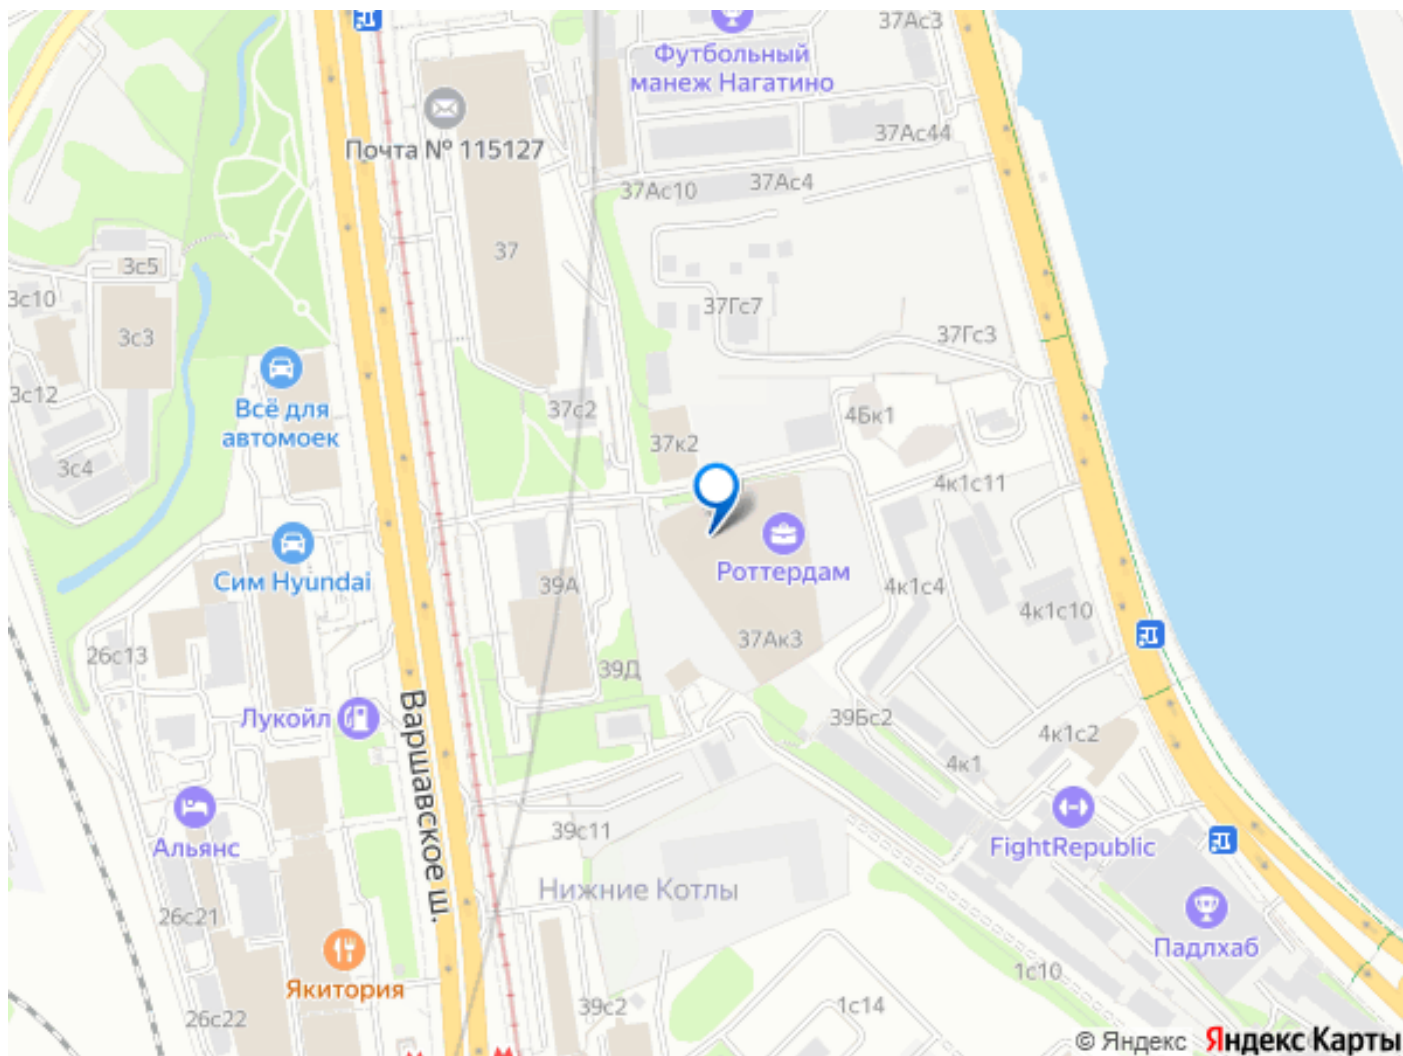 37Ас3
Футбольный
манеж Нагатино
37Ас44
Почта № 115127
37Ас10
37Ас4
37
3с5
3с10
37Гс7
3с3
37Гс3
3с12
Всё для
автомоек
37с2
4Бк1
37к2
3с4
4к1с11
Сим Hyundai
Роттердам
39А
4к1с4
4к1с10
37Ак3
26с13
39Д
Лукойл
39Бс2
4к1с2
4к1
Варшавское ш.
39с11
Альянс
FightRepublic
Нижние Котлы
26с21
Падлхаб
Якитория
1с10
39с2
1с14
26с22
© Яндекс Яндекс Карты